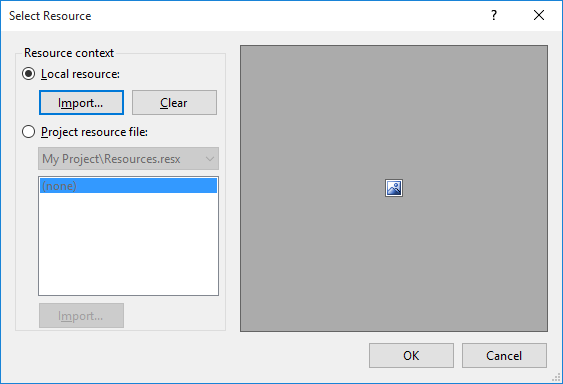 Select Resource
?
Resource context
Local resource:
Import... Clear
Project resource file:
My Project\Resources.resx
(none)
Import...
OK Cancel